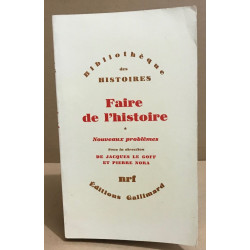 Bibliothèque
des
HISTOIRES
Faire
de l'histoire
*
Nouveaux problèmes
sous la direction
DE JACQUES LE GOFF
ET PIERRE NORA
nrf
Éditions Gallimard